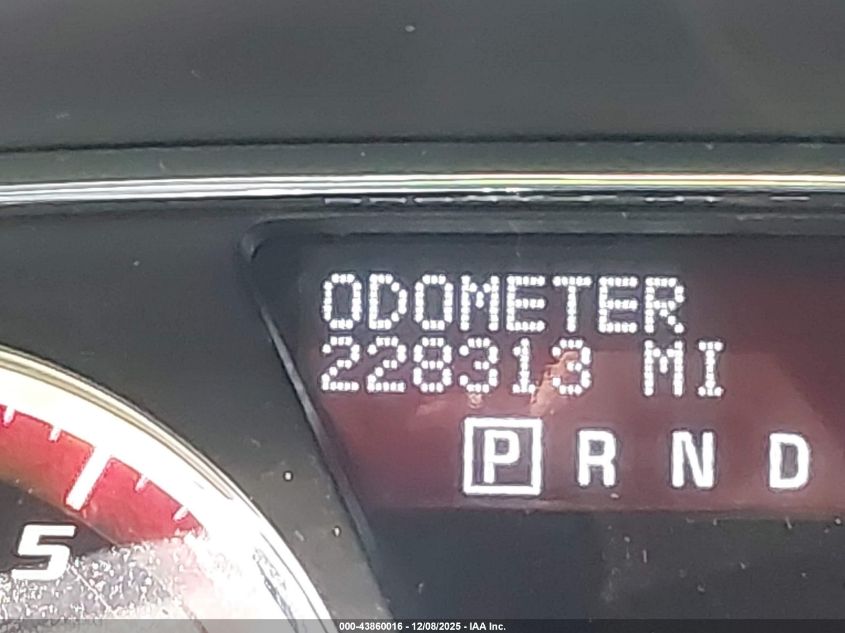 ODOMETER
228313 MI
P R N D
5
000-43860016 - 12/08/2025 - IAA Inc.